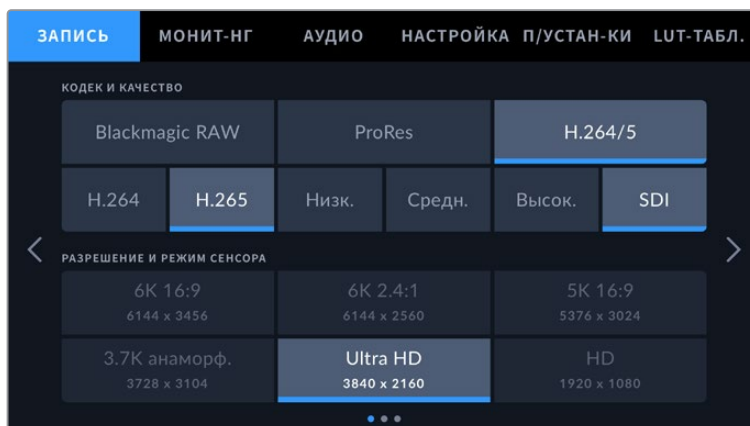 ЗАПИСЬ МОНИТ-НГ АУДИО НАСТРОЙКА П/УСТАН-КИ LUT-ТАБЛ.
КОДЕК И КАЧЕСТВО
Blackmagic RAW ProRes H.264/5
H.264 H.265 Низк. Средн. Высок. SDI
РАЗРЕШЕНИЕ И РЕЖИМ СЕНСОРА
6K 16:9 6K 2.4:1 5K 16:9
6144 x 3456 6144 x 2560 5376 x 3024
3.7K анаморф. Ultra HD HD
3728 x 3104 3840 x 2160 1920 x 1080